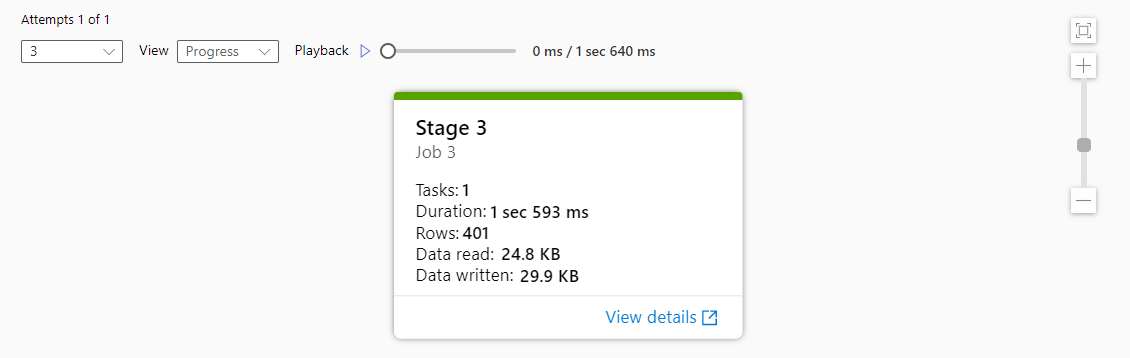 Attempts 1 of 1
3 View Progress Playback 0 ms / 1 sec 640 ms
Stage 3
Job 3
Tasks: 1
Duration: 1 sec 593 ms
Rows: 401
Data read: 24.8 KB
Data written: 29.9 KB
View details